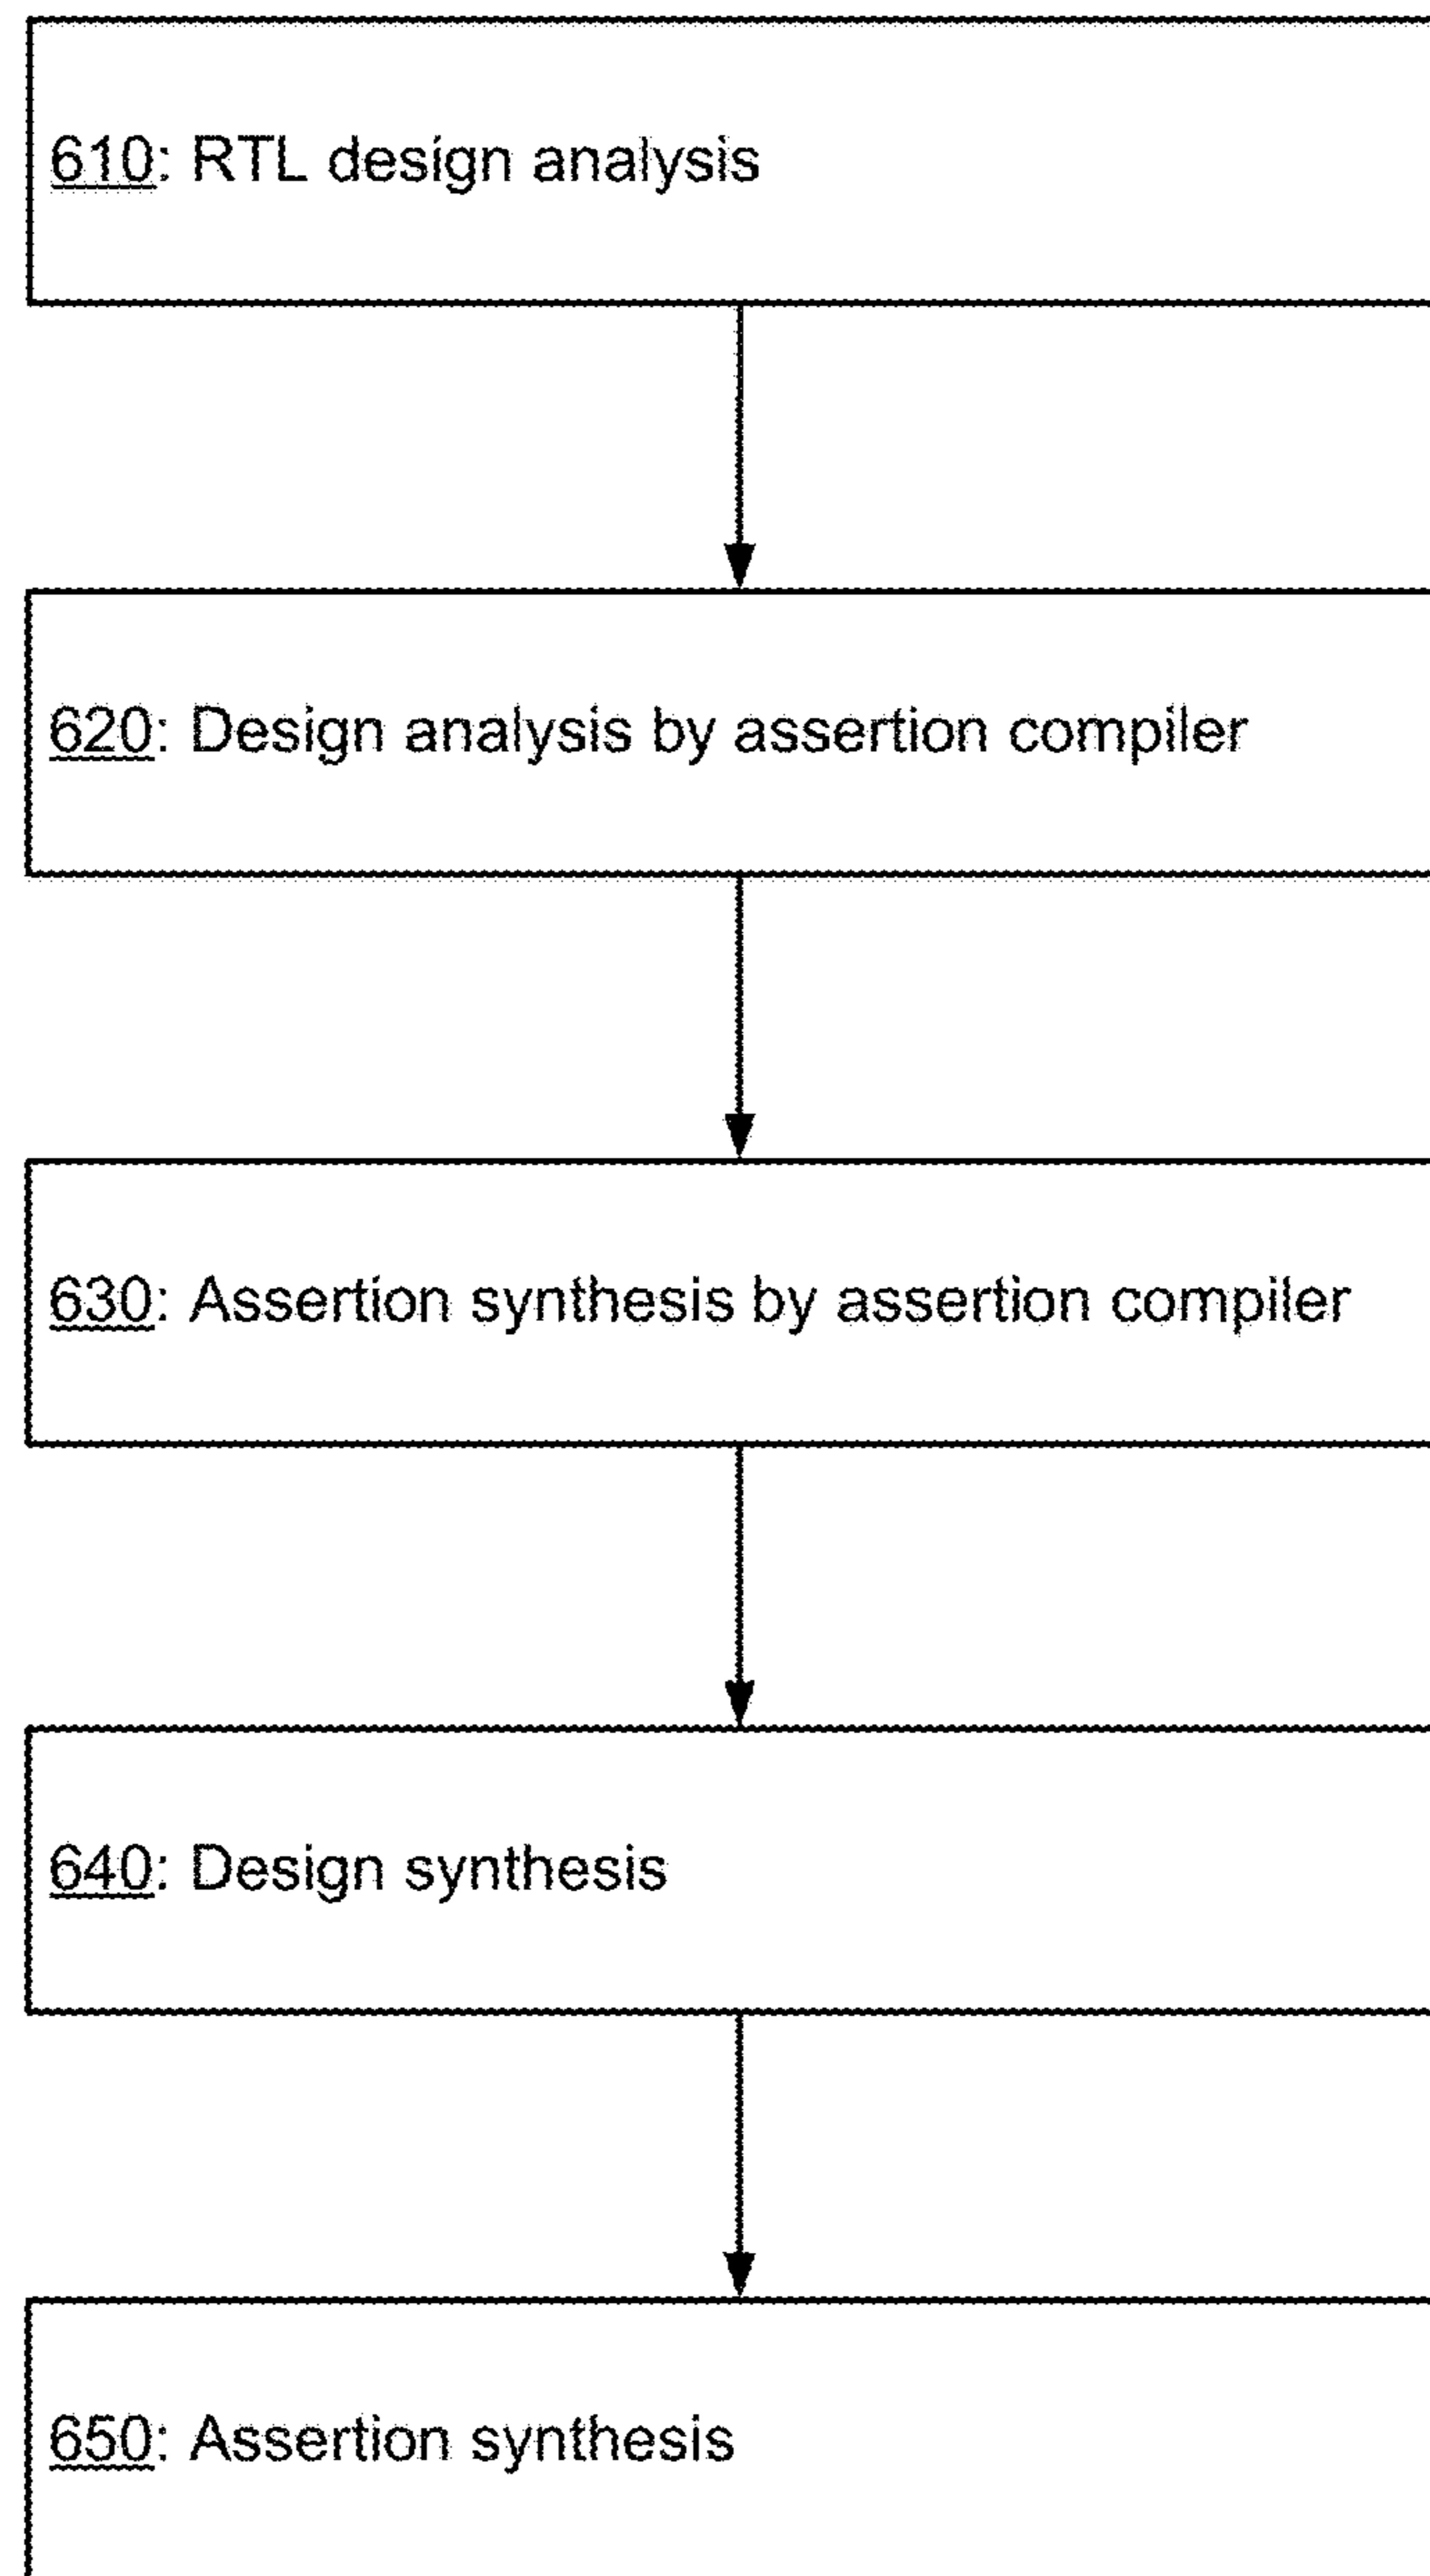 610: RTL design analysis
620: Design analysis by assertion compiler
630: Assertion synthesis by assertion compiler
640: Design synthesis
650: Assertion synthesis